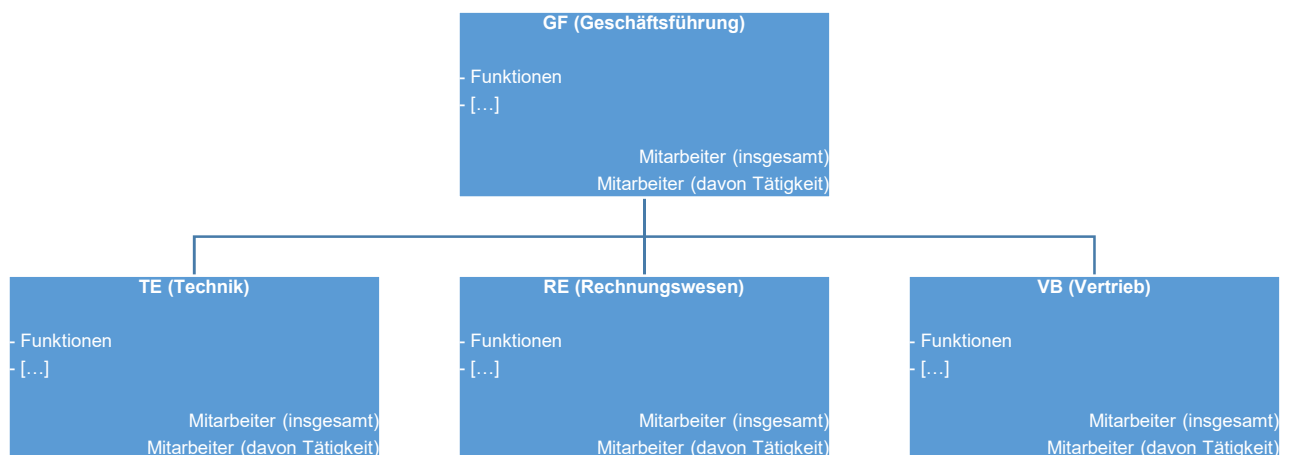 GF (Geschäftsführung)
- Funktionen
- […]
Mitarbeiter (insgesamt)
Mitarbeiter (davon Tätigkeit)
TE (Technik)
- Funktionen
- […]
Mitarbeiter (insgesamt)
Mitarbeiter (davon Tätigkeit)
RE (Rechnungswesen)
- Funktionen
- […]
Mitarbeiter (insgesamt)
Mitarbeiter (davon Tätigkeit)
VB (Vertrieb)
- Funktionen
- […]
Mitarbeiter (insgesamt)
Mitarbeiter (davon Tätigkeit)